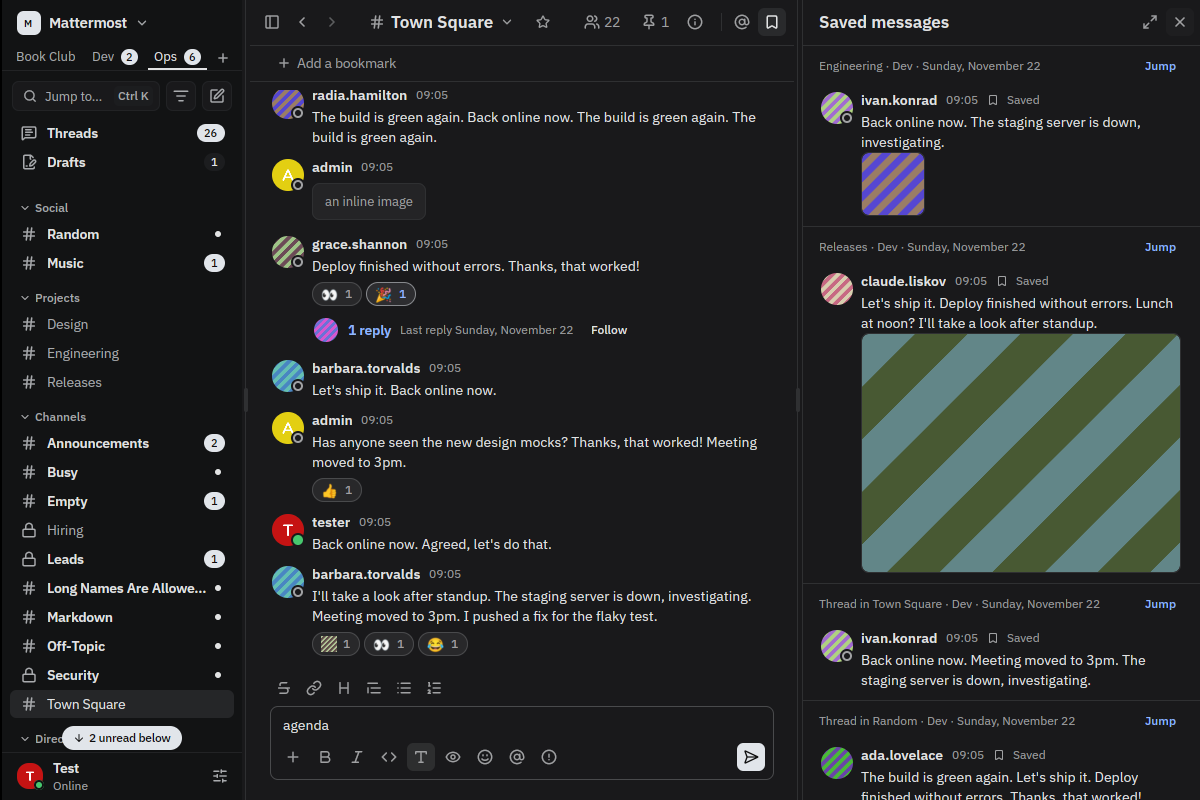 M Mattermost
Book Club Dev 2 Ops 6
Jump to... Ctrl K
Threads 26
Drafts 1
Social
Random
Music 1
Projects
Design
Engineering
Releases
Channels
Announcements 2
Busy
Empty 1
Hiring
Leads 1
Long Names Are Allowe...
Markdown
Off-Topic
Security
Town Square
Direc
2 unread below
T Test
Online
Town Square 22 1
Add a bookmark
radia.hamilton 09:05
The build is green again. Back online now. The build is green again. The
build is green again.
A admin 09:05
an inline image
grace.shannon 09:05
Deploy finished without errors. Thanks, that worked!
1 1
1 reply Last reply Sunday, November 22 Follow
barbara.torvalds 09:05
Let's ship it. Back online now.
A admin 09:05
Has anyone seen the new design mocks? Thanks, that worked! Meeting
moved to 3pm.
1
T tester 09:05
Back online now. Agreed, let's do that.
barbara.torvalds 09:05
I'll take a look after standup. The staging server is down, investigating.
Meeting moved to 3pm. I pushed a fix for the flaky test.
1 1 1
agenda
Saved messages
Engineering · Dev · Sunday, November 22 Jump
ivan.konrad 09:05 Saved
Back online now. The staging server is down,
investigating.
Releases · Dev · Sunday, November 22 Jump
claude.liskov 09:05 Saved
Let's ship it. Deploy finished without errors. Lunch
at noon? I'll take a look after standup.
Thread in Town Square · Dev · Sunday, November 22 Jump
ivan.konrad 09:05 Saved
Back online now. Meeting moved to 3pm. The
staging server is down, investigating.
Thread in Random · Dev · Sunday, November 22 Jump
ada.lovelace 09:05 Saved
The build is green again. Let's ship it. Deploy
finished without errors. Thanks, that worked!